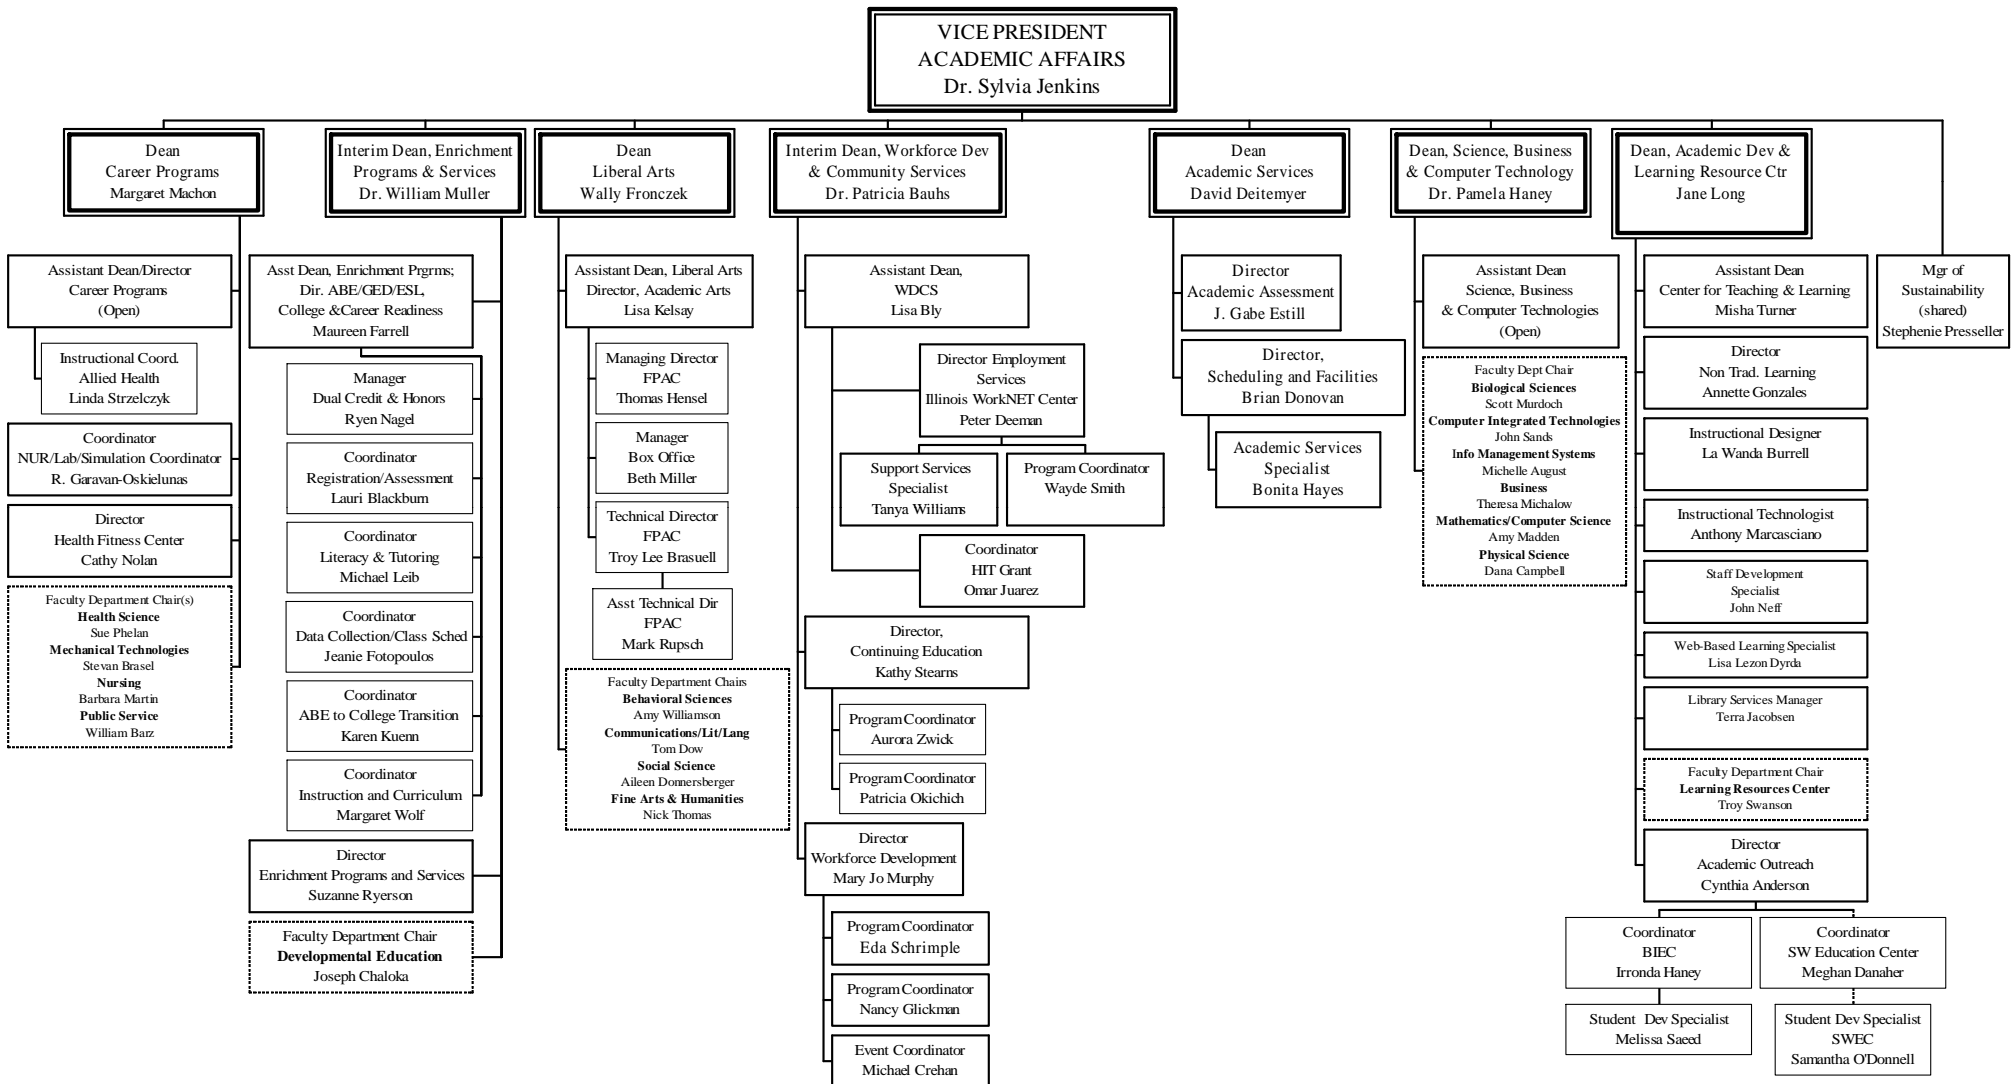 VICE PRESIDENT
ACADEMIC AFFAIRS
Dr. Sylvia Jenkins
Dean
Career Programs
Margaret Machon
Assistant Dean/Director
Career Programs
(Open)
Instructional Coord.
Allied Health
Linda Strzelczyk
Coordinator
NUR/Lab/Simulation Coordinator
R. Garavan-Oskielunas
Director
Health Fitness Center
Cathy Nolan
Faculty Department Chair(s)
Health Science
Sue Phelan
Mechanical Technologies
Stevan Brasel
Nursing
Barbara Martin
Public Service
William Barz
Interim Dean, Enrichment
Programs & Services
Dr. William Muller
Asst Dean, Enrichment Prgrms;
Dir. ABE/GED/ESL,
College &Career Readiness
Maureen Farrell
Manager
Dual Credit & Honors
Ryen Nagel
Coordinator
Registration/Assessment
Lauri Blackburn
Coordinator
Literacy & Tutoring
Michael Leib
Coordinator
Data Collection/Class Sched
Jeanie Fotopoulos
Coordinator
ABE to College Transition
Karen Kuenn
Coordinator
Instruction and Curriculum
Margaret Wolf
Director
Enrichment Programs and Services
Suzanne Ryerson
Faculty Department Chair
Developmental Education
Joseph Chaloka
Dean
Liberal Arts
Wally Fronczek
Assistant Dean, Liberal Arts
Director, Academic Arts
Lisa Kelsay
Managing Director
FPAC
Thomas Hensel
Manager
Box Office
Beth Miller
Technical Director
FPAC
Troy Lee Brasuell
Asst Technical Dir
FPAC
Mark Rupsch
Faculty Department Chairs
Behavioral Sciences
Amy Williamson
Communications/Lit/Lang
Tom Dow
Social Science
Aileen Donnersberger
Fine Arts & Humanities
Nick Thomas
Interim Dean, Workforce Dev
& Community Services
Dr. Patricia Bauhs
Assistant Dean,
WDCS
Lisa Bly
Director Employment
Services
Illinois WorkNET Center
Peter Deeman
Support Services
Specialist
Tanya Williams
Program Coordinator
Wayde Smith
Coordinator
HIT Grant
Omar Juarez
Director,
Continuing Education
Kathy Stearns
Program Coordinator
Aurora Zwick
Program Coordinator
Patricia Okichich
Director
Workforce Development
Mary Jo Murphy
Program Coordinator
Eda Schrimple
Program Coordinator
Nancy Glickman
Event Coordinator
Michael Crehan
Dean
Academic Services
David Deitemyer
Director
Academic Assessment
J. Gabe Estill
Director,
Scheduling and Facilities
Brian Donovan
Academic Services
Specialist
Bonita Hayes
Dean, Science, Business
& Computer Technology
Dr. Pamela Haney
Assistant Dean
Science, Business
& Computer Technologies
(Open)
Faculty Dept Chair
Biological Sciences
Scott Murdoch
Computer Integrated Technologies
John Sands
Info Management Systems
Michelle August
Business
Theresa Michalow
Mathematics/Computer Science
Amy Madden
Physical Science
Dana Campbell
Dean, Academic Dev &
Learning Resource Ctr
Jane Long
Assistant Dean
Center for Teaching & Learning
Misha Turner
Director
Non Trad. Learning
Annette Gonzales
Instructional Designer
La Wanda Burrell
Instructional Technologist
Anthony Marcasciano
Staff Development
Specialist
John Neff
Web-Based Learning Specialist
Lisa Lezon Dyrda
Library Services Manager
Terra Jacobsen
Faculty Department Chair
Learning Resources Center
Troy Swanson
Director
Academic Outreach
Cynthia Anderson
Coordinator
BIEC
Irronda Haney
Student Dev Specialist
Melissa Saeed
Coordinator
SW Education Center
Meghan Danaher
Student Dev Specialist
SWEC
Samantha O'Donnell
Mgr of
Sustainability
(shared)
Stephenie Presseller